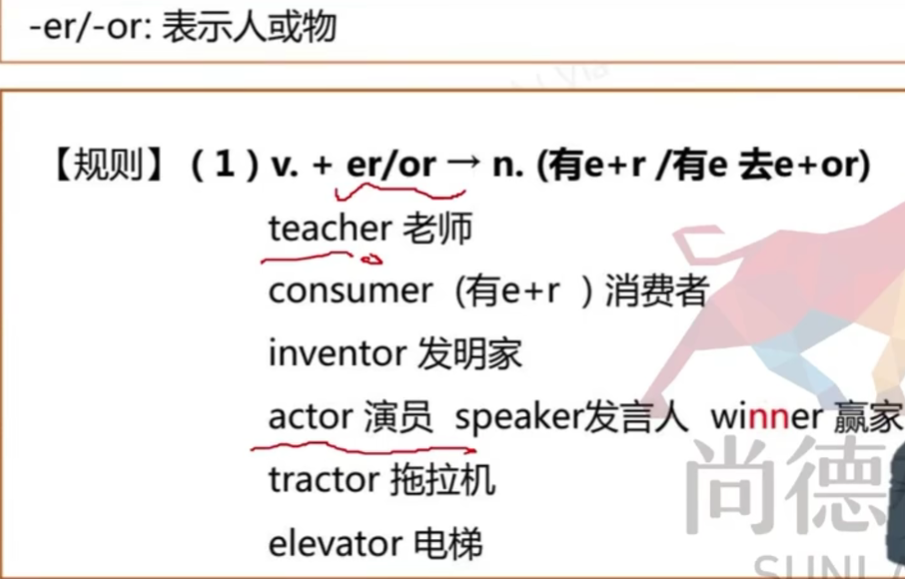 -er/-or: 表示人或物
【规则】(1) v. + er/or → n. (有e+r /有e 去e+or)
teacher 老师
consumer (有e+r ) 消费者
inventor 发明家
actor 演员 speaker发言人 winner 赢家
tractor 拖拉机
elevator 电梯
尚德